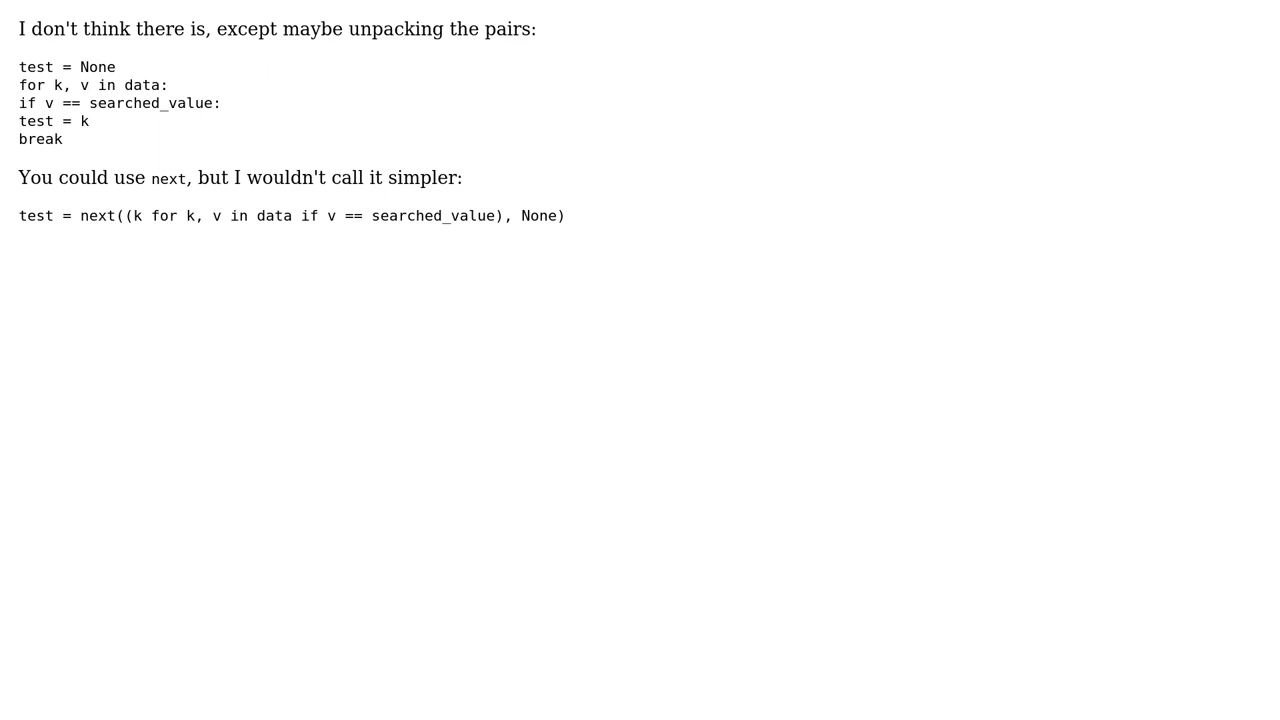 I don't think there is, except maybe unpacking the pairs:
test = None
for k, v in data:
if v == searched_value:
test = k
break
You could use next, but I wouldn't call it simpler:
test = next((k for k, v in data if v == searched_value), None)